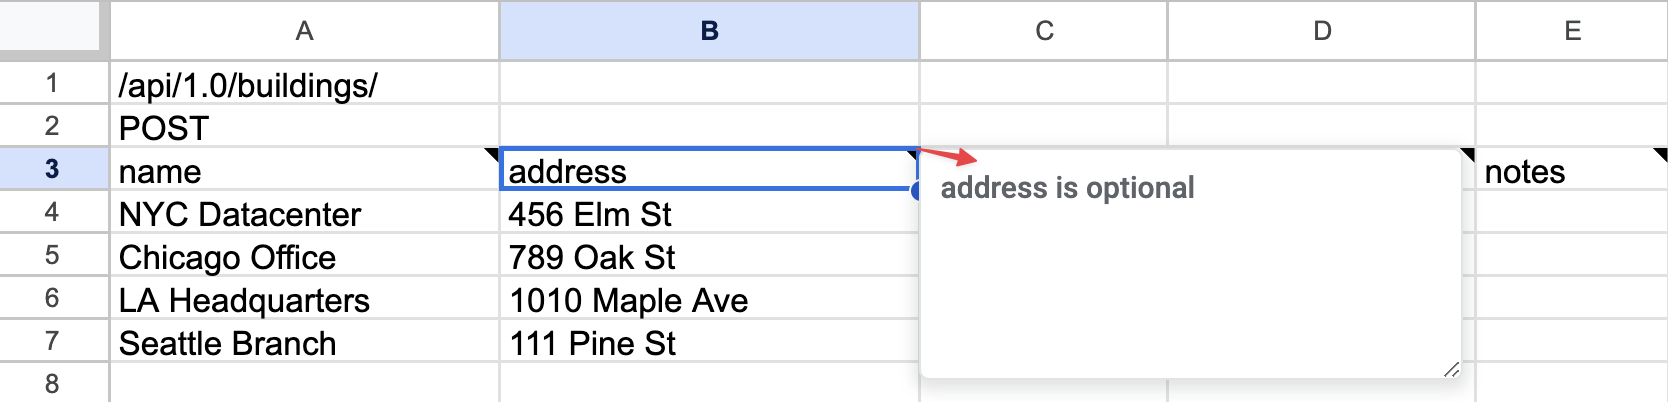 A B C D E
1 /api/1.0/buildings/
2 POST
3 name address notes
address is optional
4 NYC Datacenter 456 Elm St
5 Chicago Office 789 Oak St
6 LA Headquarters 1010 Maple Ave
7 Seattle Branch 111 Pine St
8